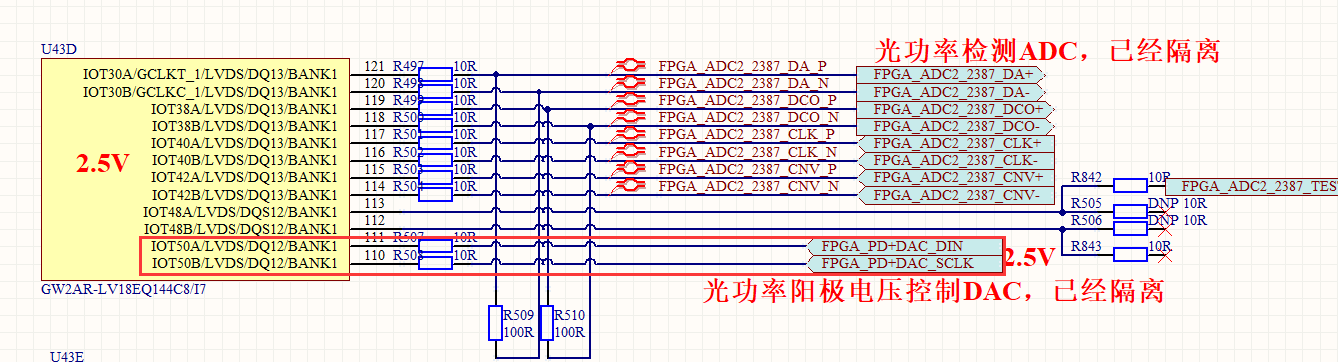 U43D
光功率检测ADC，已经隔离
IOT30A/GCLKT_1/LVDS/DQ13/BANK1 121 R497 10R FPGA_ADC2_2387_DA_P FPGA_ADC2_2387_DA+
IOT30B/GCLKC_1/LVDS/DQ13/BANK1 120 R498 10R FPGA_ADC2_2387_DA_N FPGA_ADC2_2387_DA-
IOT38A/LVDS/DQ13/BANK1 119 R499 10R FPGA_ADC2_2387_DCO_P FPGA_ADC2_2387_DCO+
IOT38B/LVDS/DQ13/BANK1 118 10R FPGA_ADC2_2387_DCO_N FPGA_ADC2_2387_DCO-
IOT40A/LVDS/DQ13/BANK1 117 10R FPGA_ADC2_2387_CLK_P FPGA_ADC2_2387_CLK+
2.5V
IOT40B/LVDS/DQ13/BANK1 116 10R FPGA_ADC2_2387_CLK_N FPGA_ADC2_2387_CLK-
IOT42A/LVDS/DQ13/BANK1 115 10R FPGA_ADC2_2387_CNV_P FPGA_ADC2_2387_CNV+
IOT42B/LVDS/DQ13/BANK1 114 10R FPGA_ADC2_2387_CNV_N FPGA_ADC2_2387_CNV-
R842 10R FPGA_ADC2_2387_TES
IOT48A/LVDS/DQS12/BANK1 113 R505 DNP 10R
IOT48B/LVDS/DQS12/BANK1 112 R506 DNP 10R
IOT50A/LVDS/DQ12/BANK1 111 R507 10R FPGA_PD+DAC_DIN R843 10R
IOT50B/LVDS/DQ12/BANK1 110 R508 10R FPGA_PD+DAC_SCLK 2.5V
GW2AR-LV18EQ144C8/I7
光功率阳极电压控制DAC，已经隔离
R509 R510
100R 100R
U43E